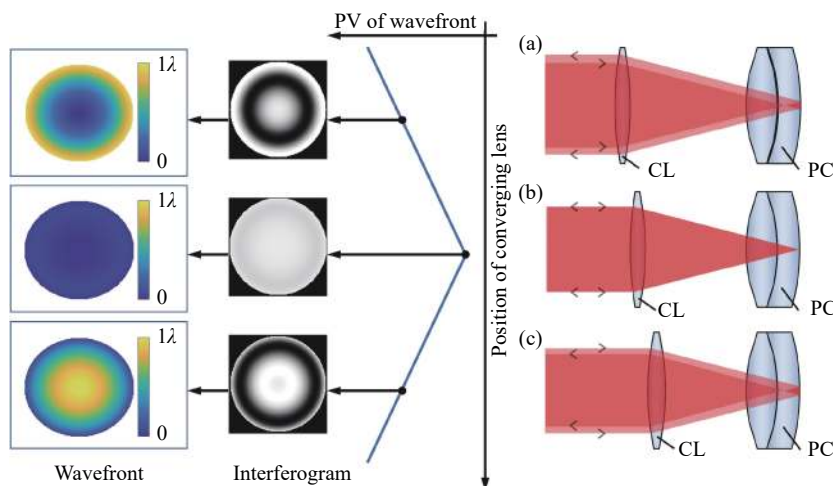 PV of wavefront
(a)
1λ
0
CL
PC
(b)
1λ
0
CL
PC
Position of converging lens
(c)
1λ
0
CL
PC
Wavefront
Interferogram